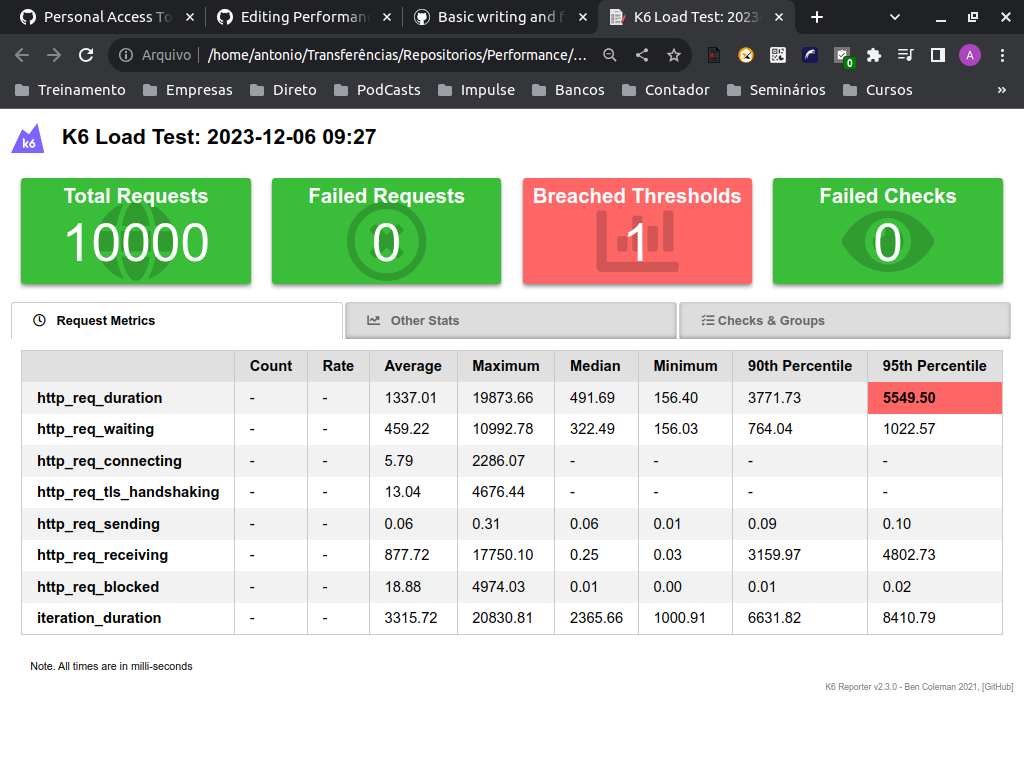 Personal Access To
Editing Performan
Basic writing and f
K6 Load Test: 2023-
Arquivo
/home/antonio/Transferências/Repositorios/Performance/...
0
A
Treinamento
Empresas
Direto
PodCasts
Impulse
Bancos
Contador
Seminários
Cursos
»
k6
K6 Load Test: 2023-12-06 09:27
Total Requests
10000
Failed Requests
0
Breached Thresholds
1
Failed Checks
0
Request Metrics
Other Stats
Checks & Groups
Count Rate Average Maximum Median Minimum 90th Percentile 95th Percentile
http_req_duration - - 1337.01 19873.66 491.69 156.40 3771.73 5549.50
http_req_waiting - - 459.22 10992.78 322.49 156.03 764.04 1022.57
http_req_connecting - - 5.79 2286.07 - - - -
http_req_tls_handshaking - - 13.04 4676.44 - - - -
http_req_sending - - 0.06 0.31 0.06 0.01 0.09 0.10
http_req_receiving - - 877.72 17750.10 0.25 0.03 3159.97 4802.73
http_req_blocked - - 18.88 4974.03 0.01 0.00 0.01 0.02
iteration_duration - - 3315.72 20830.81 2365.66 1000.91 6631.82 8410.79
Note. All times are in milli-seconds
K6 Reporter v2.3.0 - Ben Coleman 2021, [GitHub]